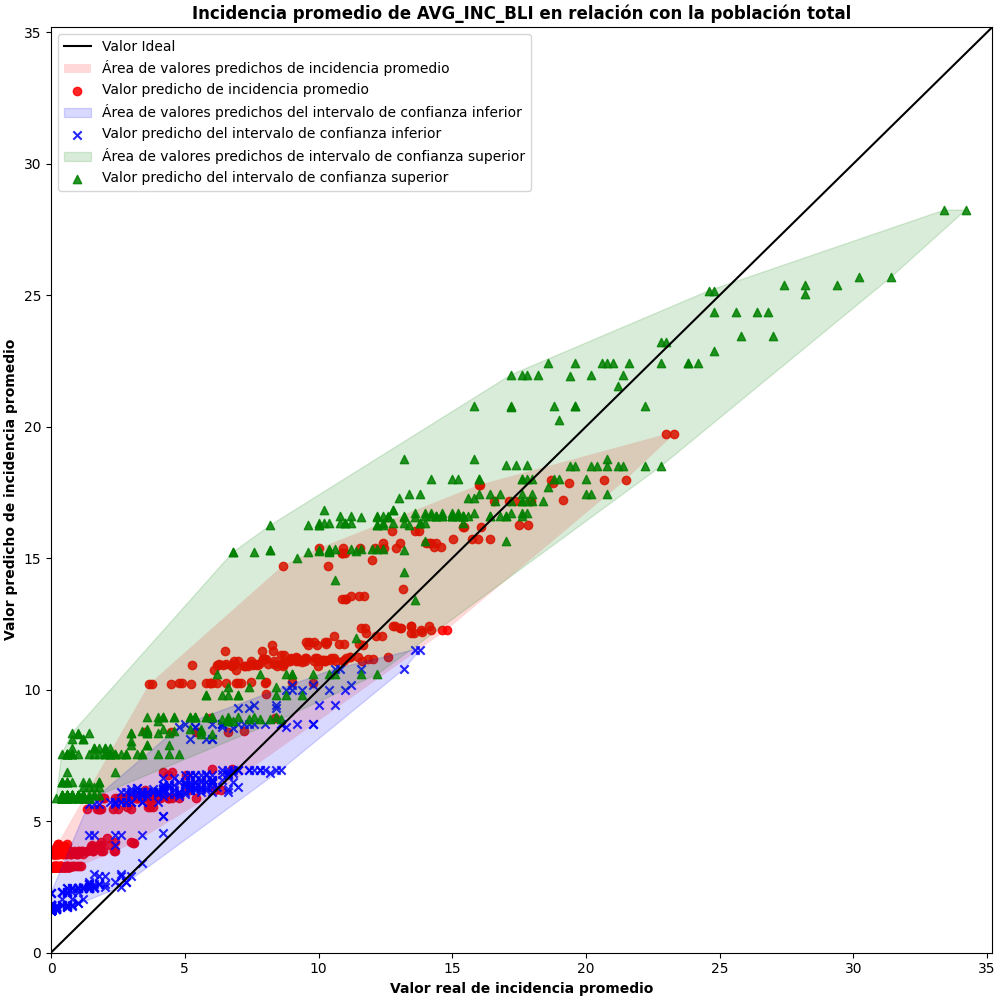 Incidencia promedio de AVG_INC_BLI en relación con la población total
Valor Ideal
Área de valores predichos de incidencia promedio
Valor predicho de incidencia promedio
Área de valores predichos del intervalo de confianza inferior
Valor predicho del intervalo de confianza inferior
Área de valores predichos de intervalo de confianza superior
Valor predicho del intervalo de confianza superior
Valor predicho de incidencia promedio
35
30
25
20
15
10
5
0
0 5 10 15 20 25 30 35
Valor real de incidencia promedio